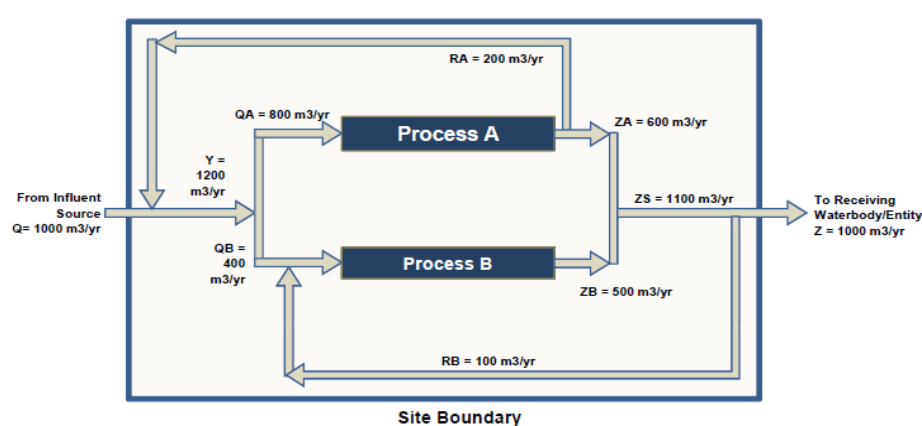 RA = 200 m3/yr
QA = 800 m3/yr
Process A
ZA = 600 m3/yr
Y =
1200
m3/yr
From Influent
Source
Q= 1000 m3/yr
ZS = 1100 m3/yr
To Receiving
Waterbody/Entity
Z = 1000 m3/yr
QB =
400
m3/yr
Process B
ZB = 500 m3/yr
RB = 100 m3/yr
Site Boundary